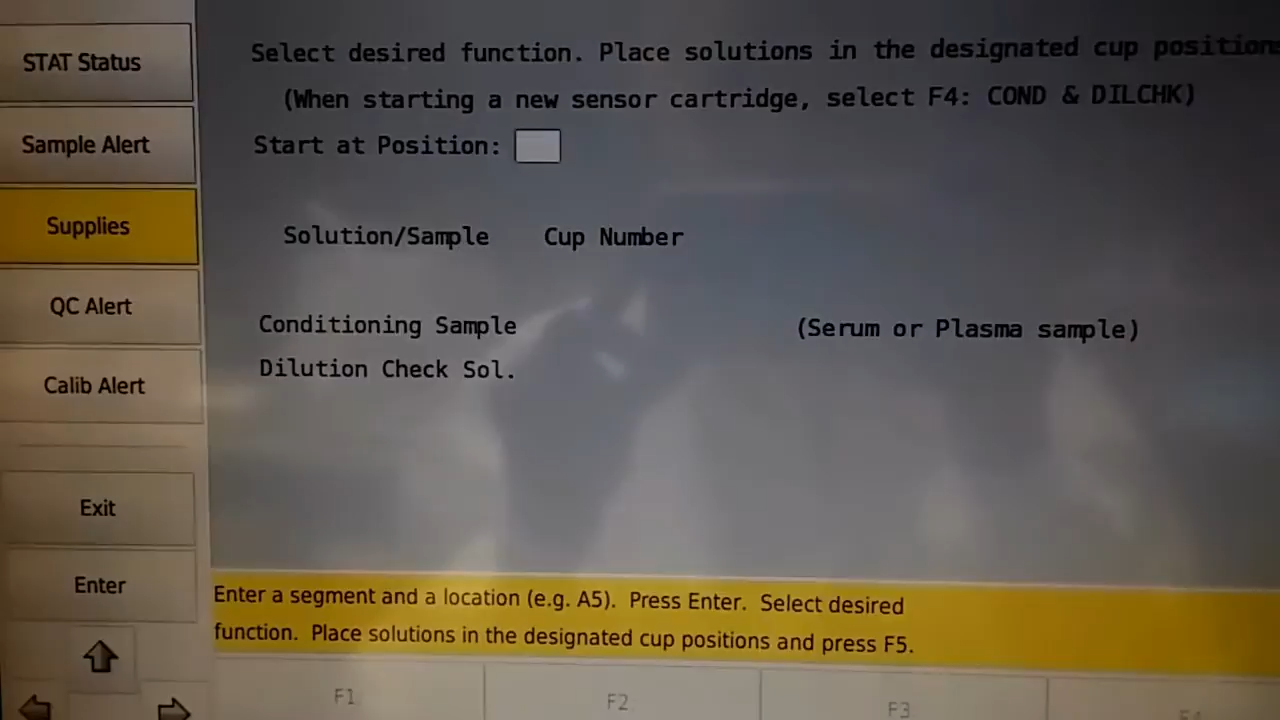 STAT Status
Sample Alert
Supplies
QC Alert
Calib Alert
Exit
Enter
Select desired function. Place solutions in the designated cup position
(When starting a new sensor cartridge, select F4: COND & DILCHK)
Start at Position:
Solution/Sample Cup Number
Conditioning Sample (Serum or Plasma sample)
Dilution Check Sol.
Enter a segment and a location (e.g. A5). Press Enter. Select desired
function. Place solutions in the designated cup positions and press F5.
F1 F2 F3